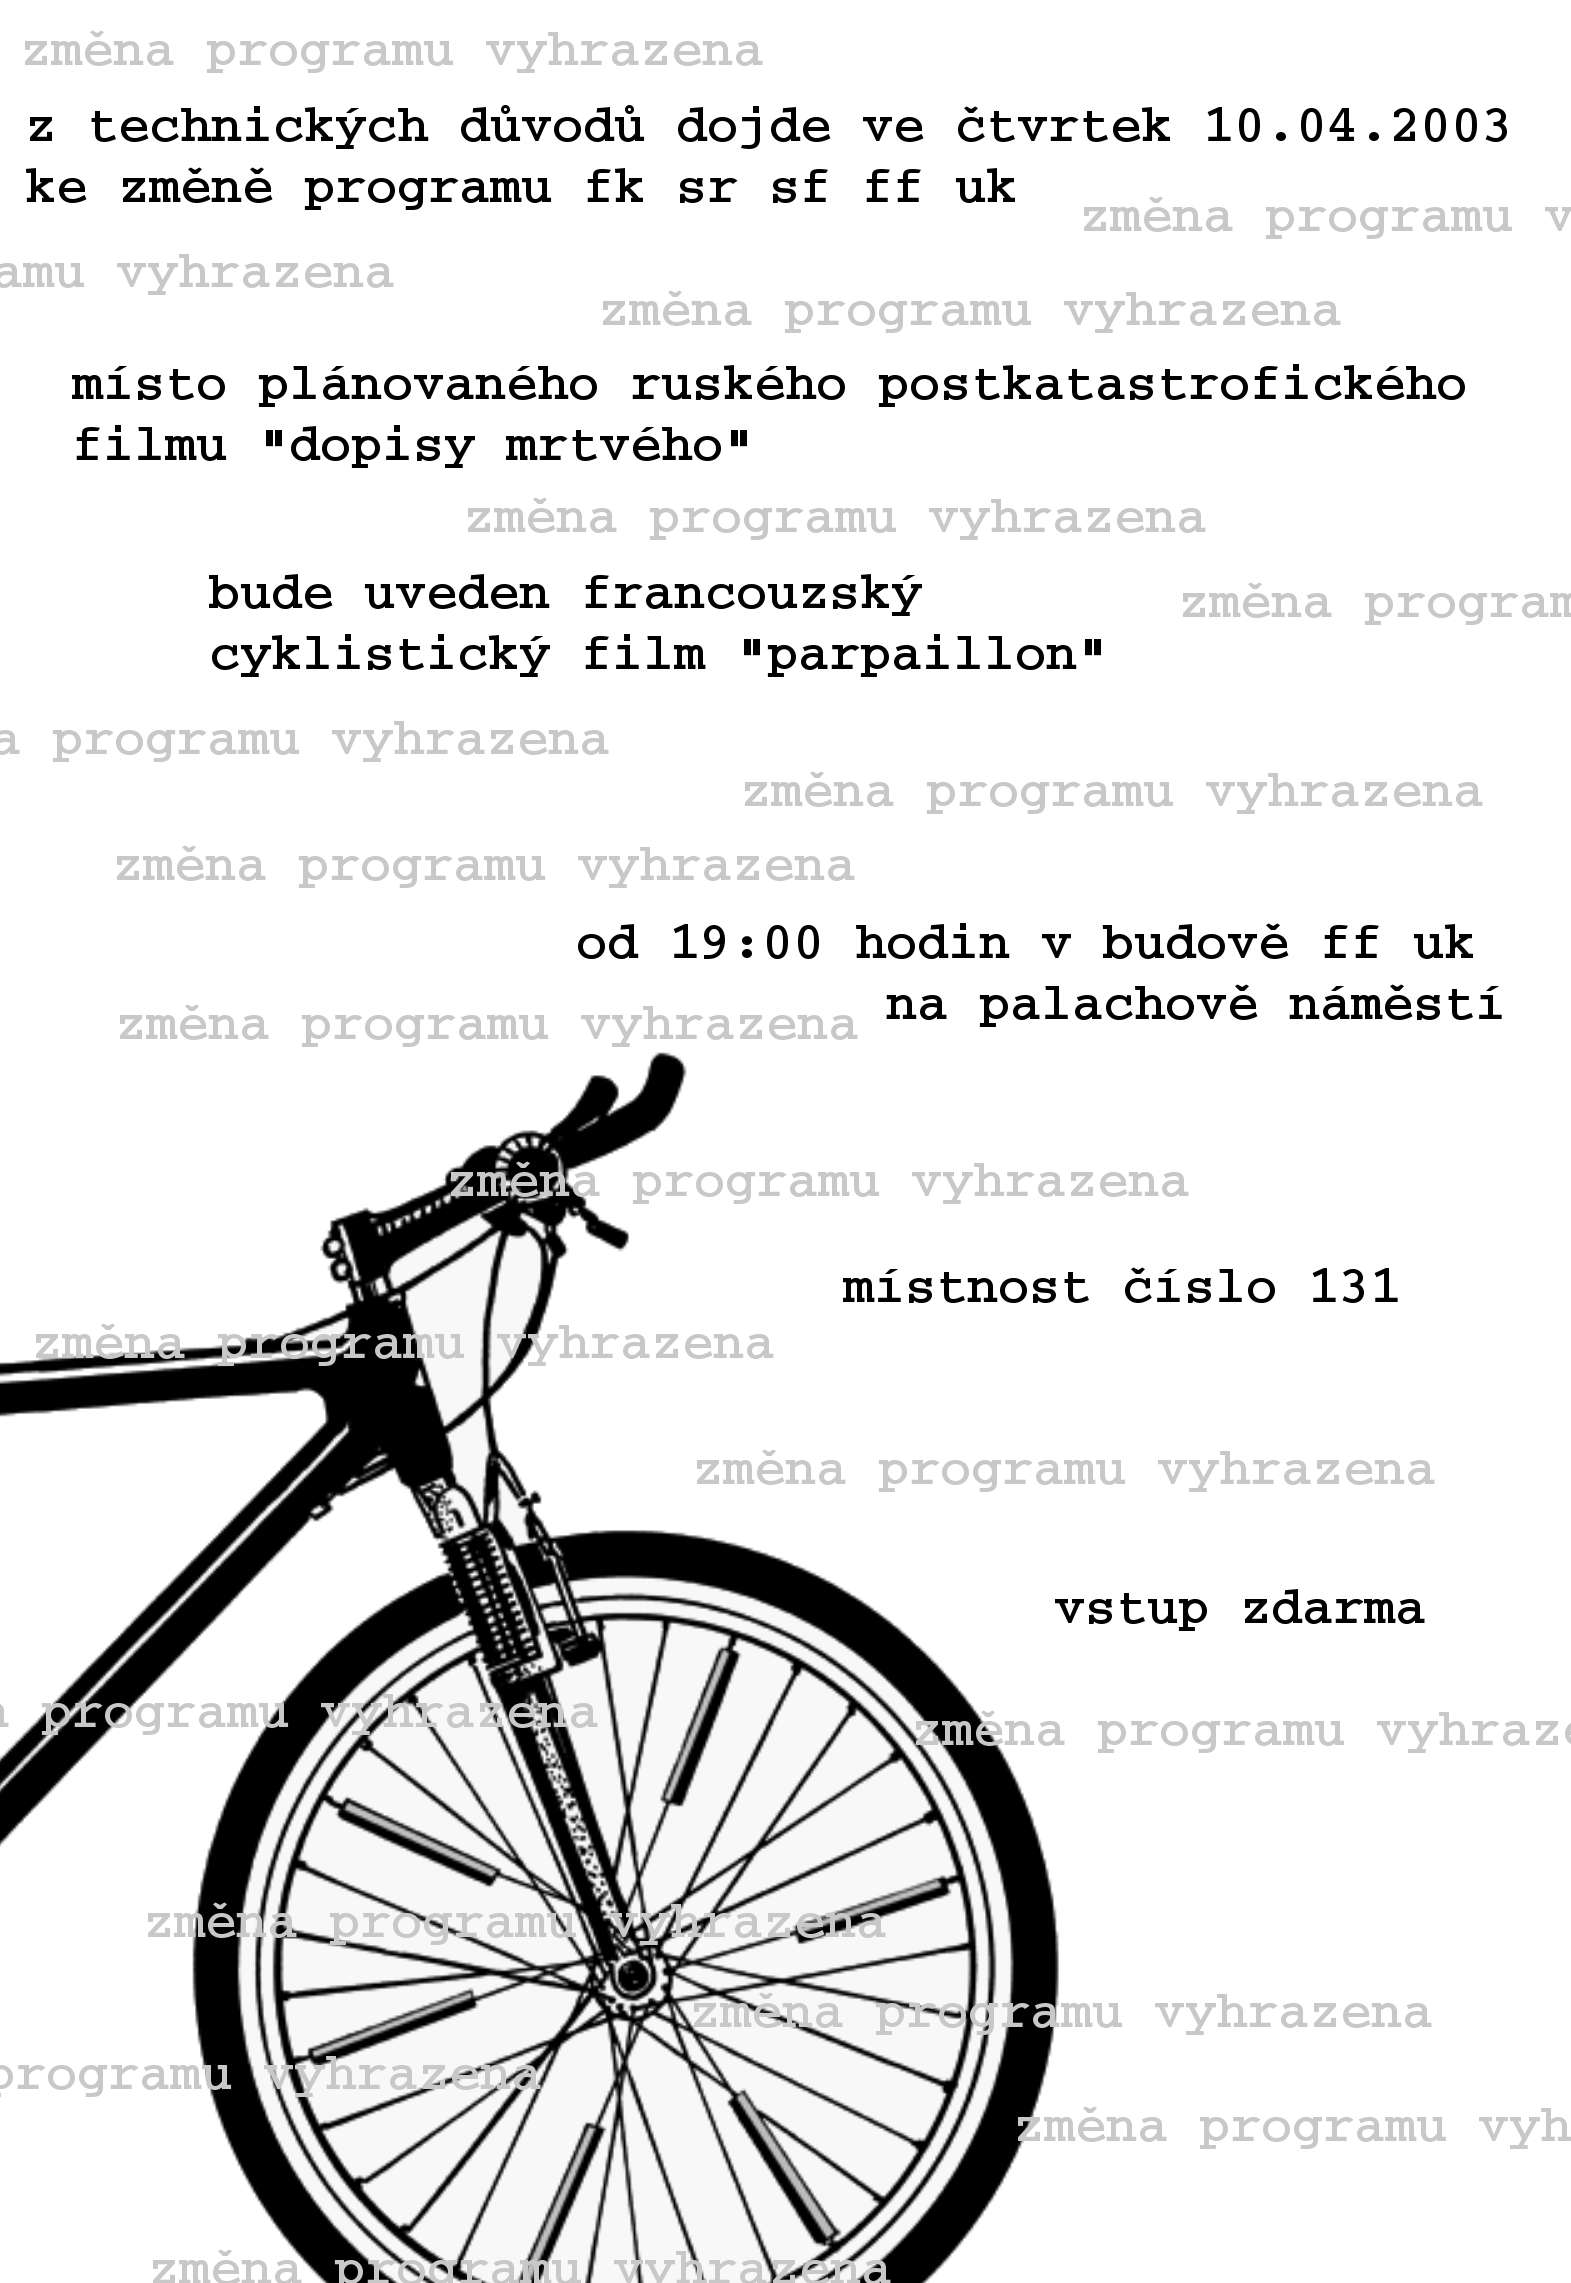 změna programu vyhrazena
z technických důvodů dojde ve čtvrtek 10.04.2003
ke změně programu fk sr sf ff uk
změna programu v
amu vyhrazena
změna programu vyhrazena
místo plánovaného ruského postkatastrofického
filmu "dopisy mrtvého"
změna programu vyhrazena
bude uveden francouzský
změna program
cyklistický film "parpaillon"
a programu vyhrazena
změna programu vyhrazena
změna programu vyhrazena
od 19:00 hodin v budově ff uk
na palachově náměstí
změna programu vyhrazena
změna programu vyhrazena
místnost číslo 131
změna programu vyhrazena
změna programu vyhrazena
vstup zdarma
a programu vyhrazena
změna programu vyhraze
změna programu vyhrazena
změna programu vyhrazena
programu vyhrazena
změna programu vyh
změna programu vyhrazena